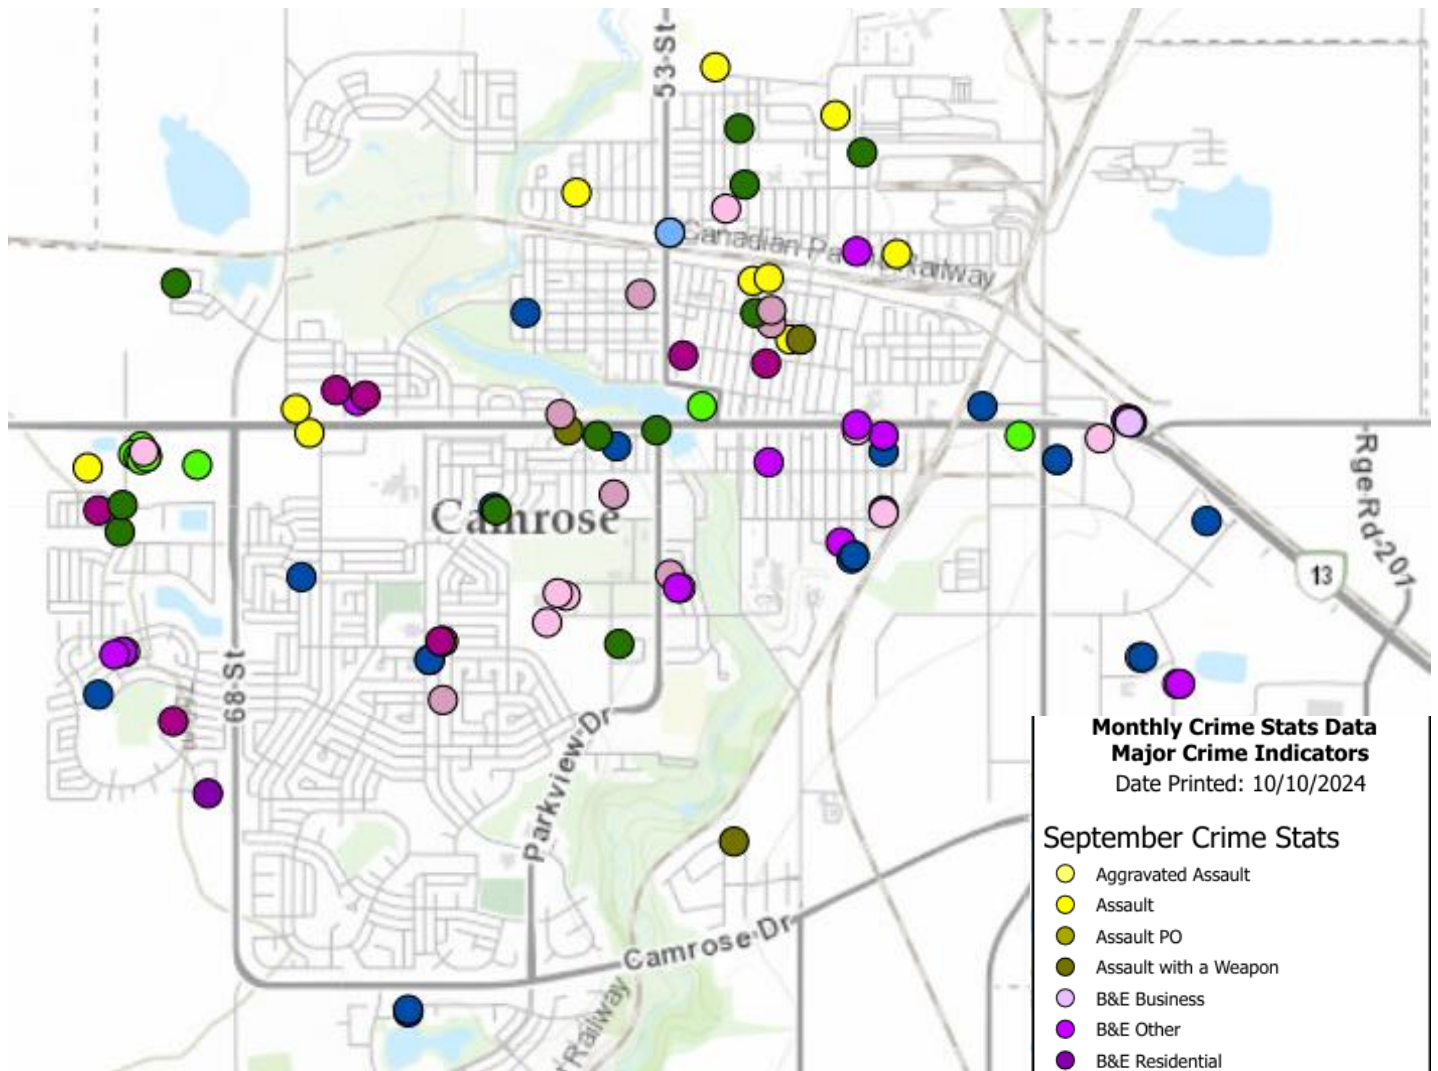 53-St
Canadian Pa Railway
Camrose
Rge Rd 201
13
68-St
Parkview Dr
Camrose Dr
Railway
Monthly Crime Stats Data
Major Crime Indicators
Date Printed: 10/10/2024
September Crime Stats
Aggravated Assault
Assault
Assault PO
Assault with a Weapon
B&E Business
B&E Other
B&E Residential